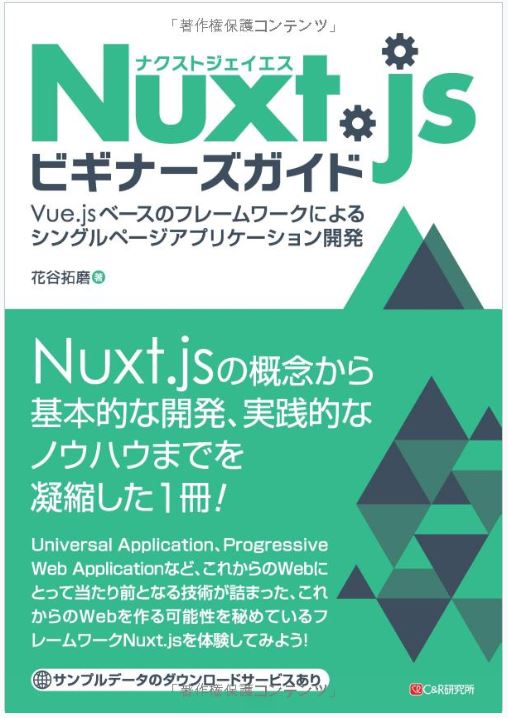 「著作権保護コンテンツ」
ナクストジェイエス
Nuxt.js
ビギナーズガイド
Vue.jsベースのフレームワークによる
シングルページアプリケーション開発
花谷拓磨 著
Nuxt.jsの概念から
基本的な開発、実践的な
ノウハウまでを
凝縮した1冊!
Universal Application、Progressive
Web Applicationなど、これからのWebに
とって当たり前となる技術が詰まった、これ
からのWebを作る可能性を秘めているフ
レームワークNuxt.jsを体験してみよう!
サンプルデータのダウンロードサービスあり
「著作権保護コンテンツ」
C&R研究所